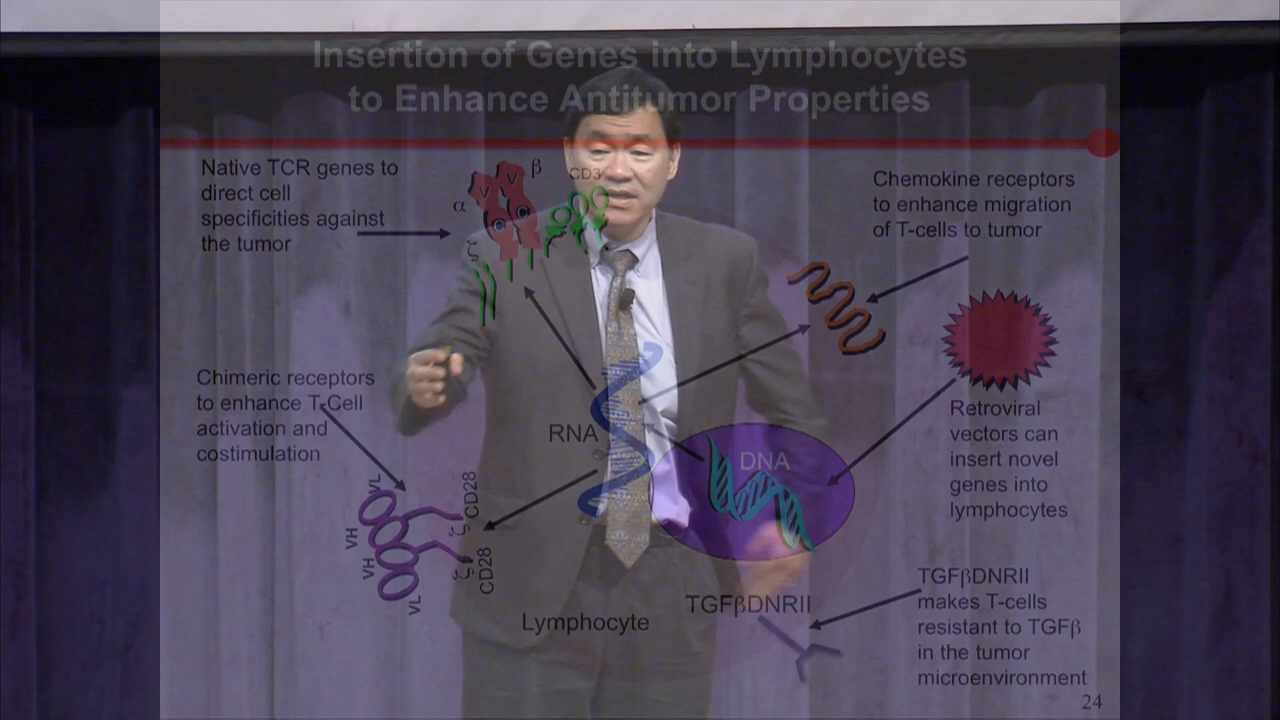 Insertion of Genes into Lymphocytes
to Enhance Antitumor Properties
Native TCR genes to
direct cell
specificities against
the tumor
α
β
V
V
C
C
CD3
ζ
Chemokine receptors
to enhance migration
of T-cells to tumor
Chimeric receptors
to enhance T-Cell
activation and
costimulation
VL
VH
VH
VL
ζ
CD28
ζ
CD28
RNA
DNA
Retroviral
vectors can
insert novel
genes into
lymphocytes
Lymphocyte
TGFβDNRII
TGFβDNRII
makes T-cells
resistant to TGFβ
in the tumor
microenvironment
24